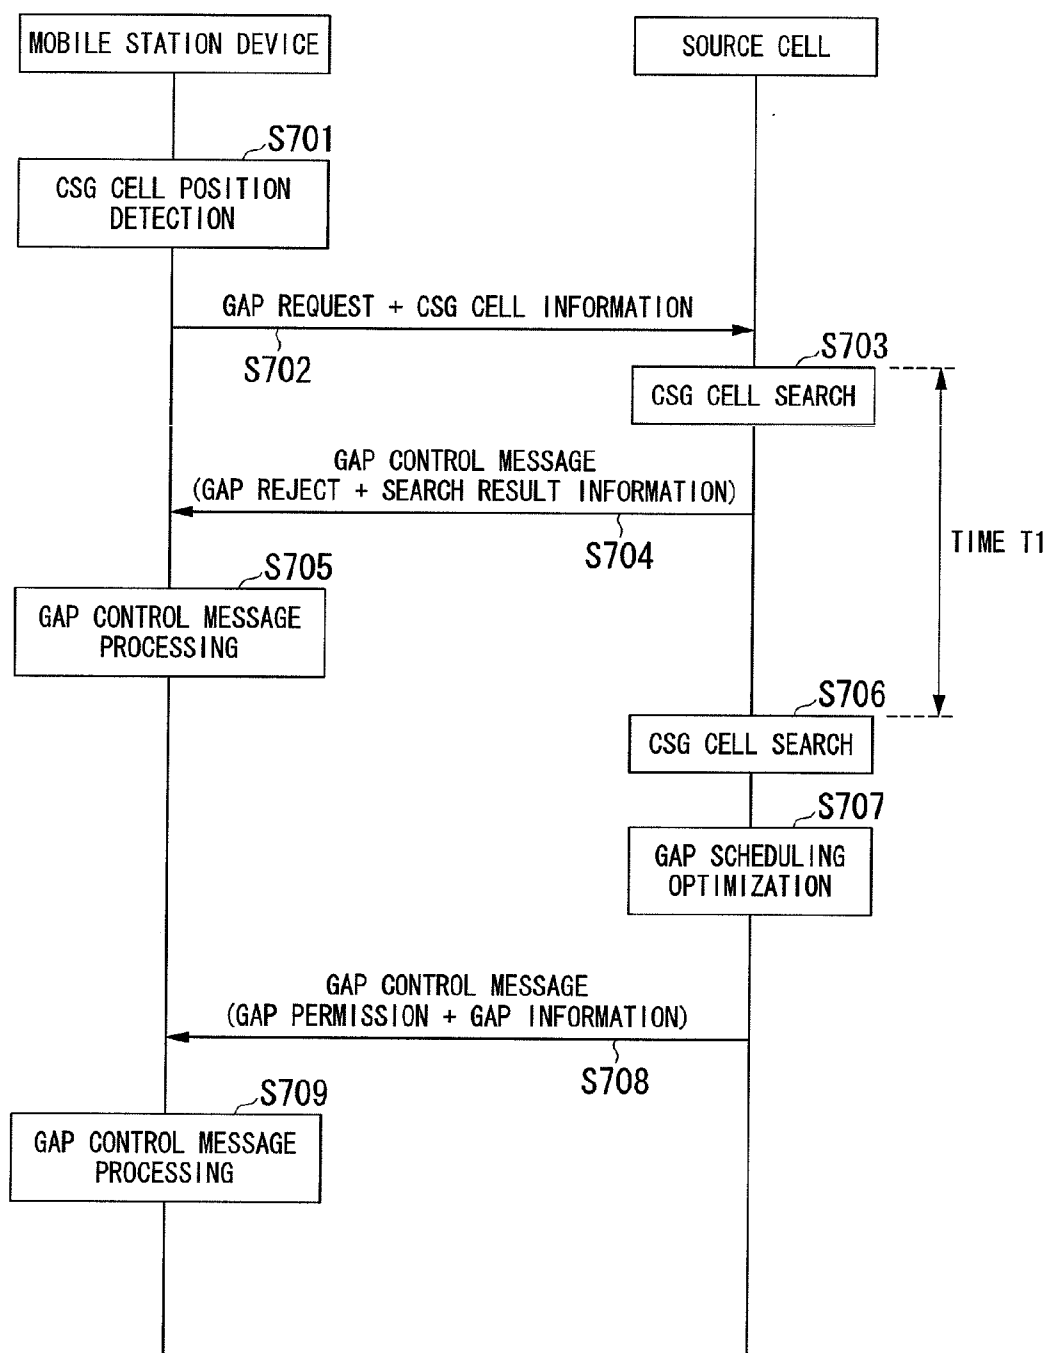 MOBILE STATION DEVICE
SOURCE CELL
S701
CSG CELL POSITION
DETECTION
GAP REQUEST + CSG CELL INFORMATION
S702
S703
CSG CELL SEARCH
GAP CONTROL MESSAGE
(GAP REJECT + SEARCH RESULT INFORMATION)
S704
TIME T1
S705
GAP CONTROL MESSAGE
PROCESSING
S706
CSG CELL SEARCH
S707
GAP SCHEDULING
OPTIMIZATION
GAP CONTROL MESSAGE
(GAP PERMISSION + GAP INFORMATION)
S708
S709
GAP CONTROL MESSAGE
PROCESSING